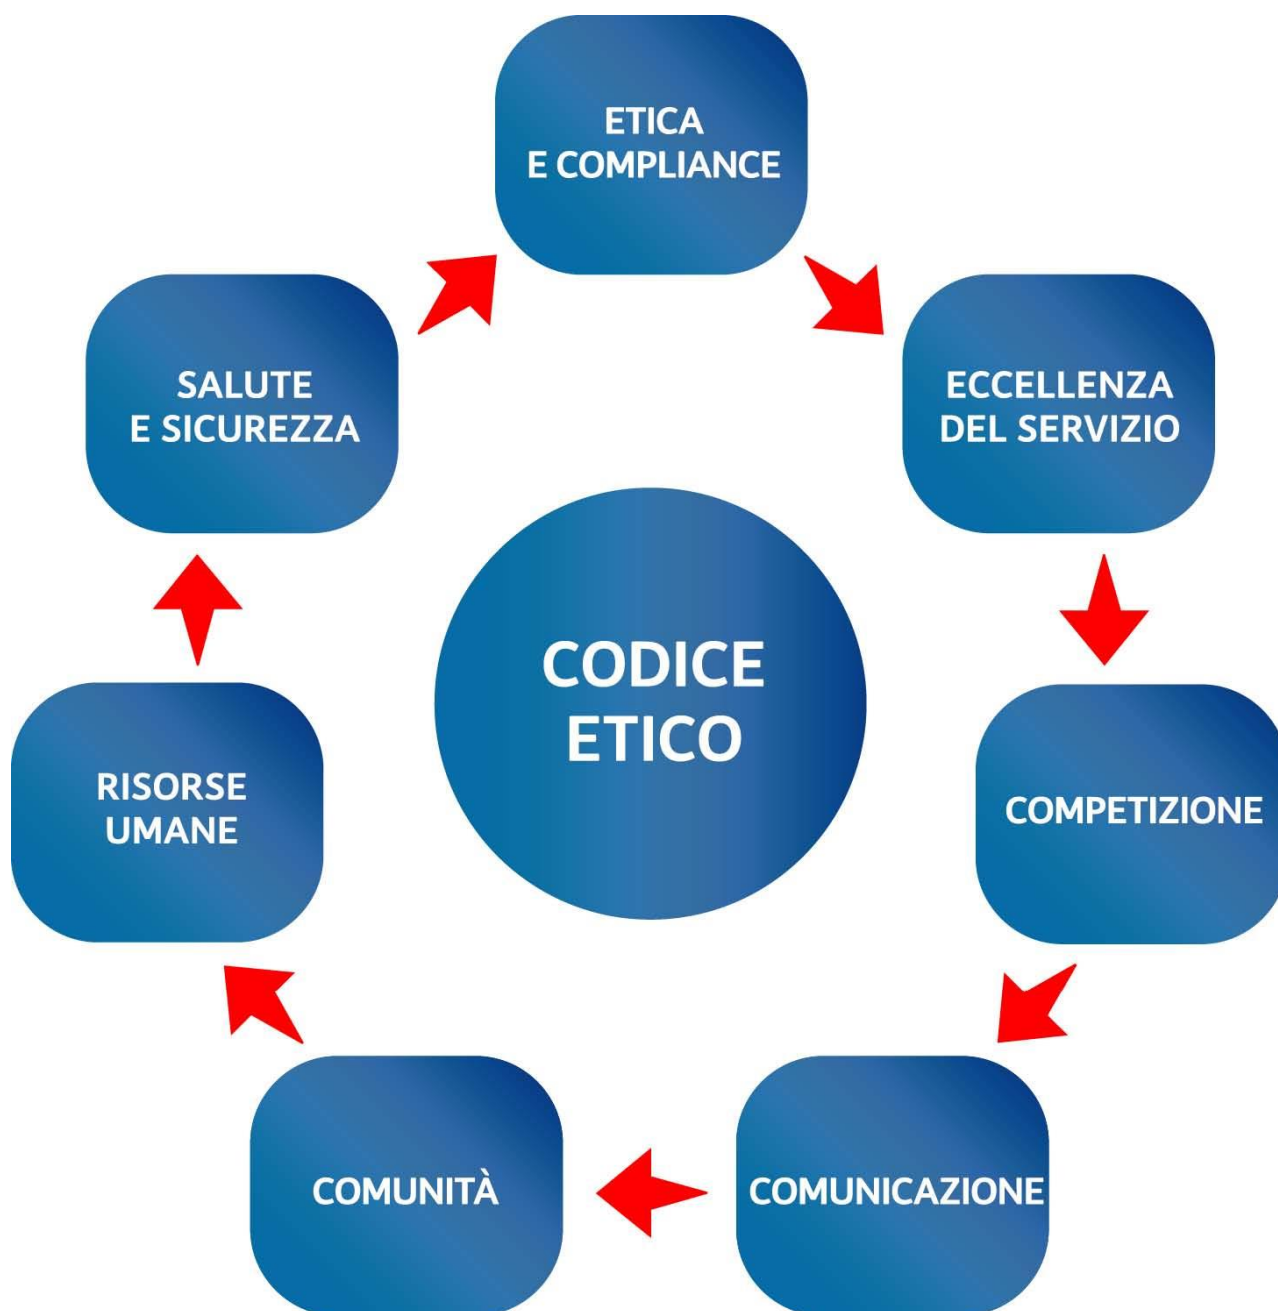 ETICA
E COMPLIANCE
ECCELLENZA
DEL SERVIZIO
COMPETIZIONE
COMUNICAZIONE
COMUNITÀ
RISORSE
UMANE
SALUTE
E SICUREZZA
CODICE
ETICO